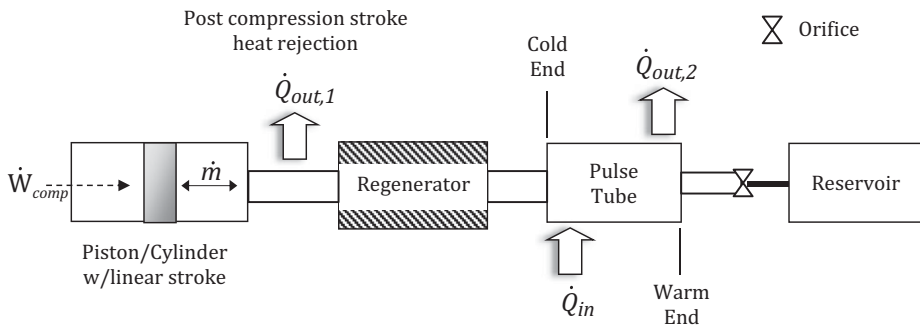 Post compression stroke
heat rejection
Q̇out,1
Cold
End
Q̇out,2
Orifice
Ẇcomp
ṁ
Regenerator
Pulse
Tube
Reservoir
Piston/Cylinder
w/linear stroke
Q̇in
Warm
End